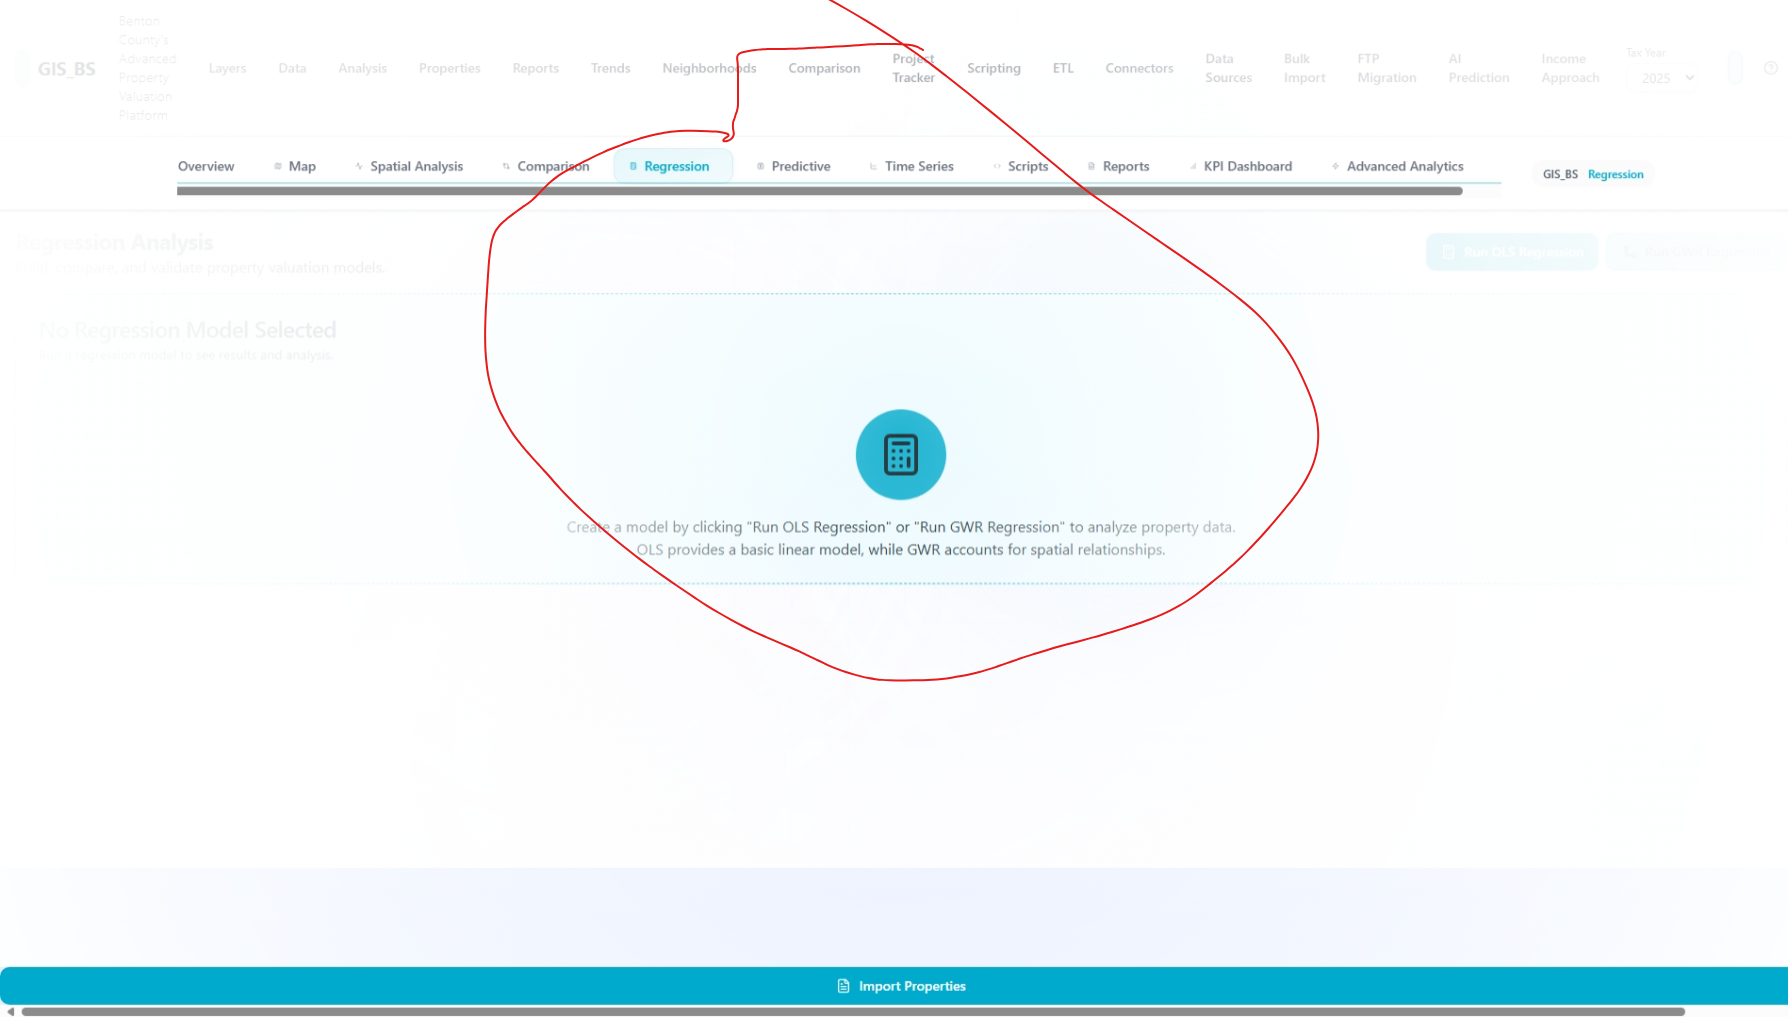 Benton
County's
Advanced
Property
Valuation
Platform
GIS_BS
Layers
Data
Analysis
Properties
Reports
Trends
Neighborhoods
Comparison
Project
Tracker
Scripting
ETL
Connectors
Data
Sources
Bulk
Import
FTP
Migration
AI
Prediction
Income
Approach
Tax Year
2025
Overview
Map
Spatial Analysis
Comparison
Regression
Predictive
Time Series
Scripts
Reports
KPI Dashboard
Advanced Analytics
GIS_BS Regression
Regression Analysis
compare, and validate property valuation models.
Run OLS Regression
Run GWR
No Regression Model Selected
a regression model to see results and analysis.
Create a model by clicking "Run OLS Regression" or "Run GWR Regression" to analyze property data.
OLS provides a basic linear model, while GWR accounts for spatial relationships.
Import Properties